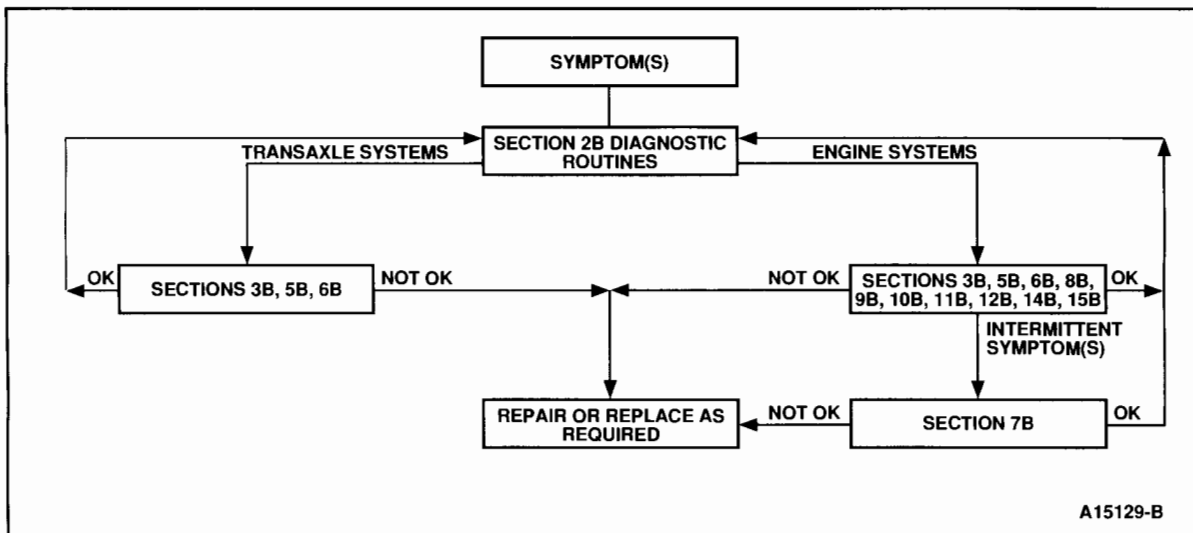 SYMPTOM(S)
SECTION 2B DIAGNOSTIC
ROUTINES
TRANSAXLE SYSTEMS
ENGINE SYSTEMS
OK
SECTIONS 3B, 5B, 6B
NOT OK
NOT OK
SECTIONS 3B, 5B, 6B, 8B,
9B, 10B, 11B, 12B, 14B, 15B
OK
INTERMITTENT
SYMPTOM(S)
REPAIR OR REPLACE AS
REQUIRED
NOT OK
SECTION 7B
OK
A15129-B